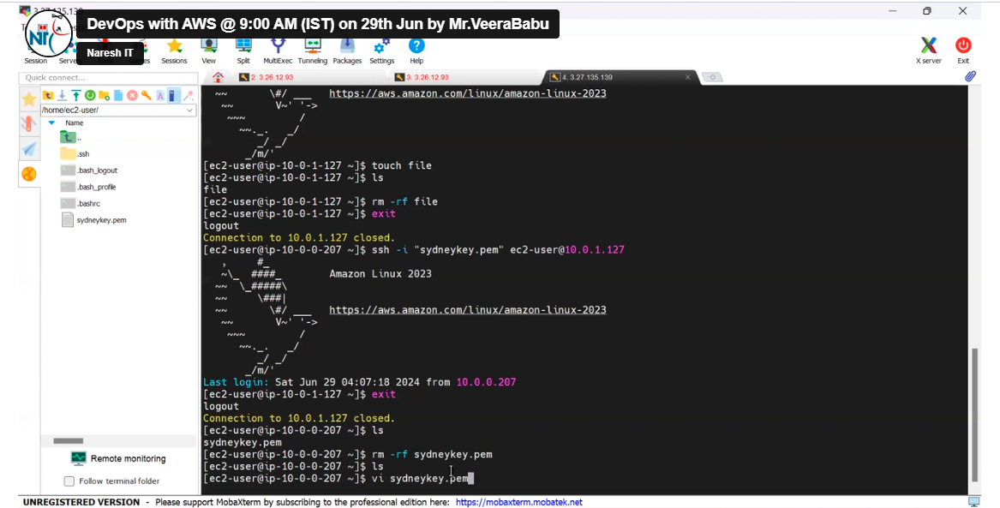 3.27.135.139
DevOps with AWS @ 9:00 AM (IST) on 29th Jun by Mr.VeeraBabu
Naresh IT
Session
Sessions View Split MultiExec Tunneling Packages Settings Help
X server Exit
Quick connect...
2. 3.26.12.93
3. 3.26.12.93
4. 3.27.135.139
/home/ec2-user/
Name
..
.ssh
.bash_logout
.bash_profile
.bashrc
sydneykey.pem
Remote monitoring
Follow terminal folder
~~ \#/ ___ https://aws.amazon.com/linux/amazon-linux-2023
~~ V~' '->
~~~ /
~~._. _/
_/ _/
_/m/'
[ec2-user@ip-10-0-1-127 ~]$ touch file
[ec2-user@ip-10-0-1-127 ~]$ ls
file
[ec2-user@ip-10-0-1-127 ~]$ rm -rf file
[ec2-user@ip-10-0-1-127 ~]$ exit
logout
Connection to 10.0.1.127 closed.
[ec2-user@ip-10-0-0-207 ~]$ ssh -i "sydneykey.pem" ec2-user@10.0.1.127
, #_
~\_ ####_ Amazon Linux 2023
~~ \_#####\
~~ \###|
~~ \#/ ___ https://aws.amazon.com/linux/amazon-linux-2023
~~ V~' '->
~~~ /
~~._. _/
_/ _/
_/m/'
Last login: Sat Jun 29 04:07:18 2024 from 10.0.0.207
[ec2-user@ip-10-0-1-127 ~]$ exit
logout
Connection to 10.0.1.127 closed.
[ec2-user@ip-10-0-0-207 ~]$ ls
sydneykey.pem
[ec2-user@ip-10-0-0-207 ~]$ rm -rf sydneykey.pem
[ec2-user@ip-10-0-0-207 ~]$ ls
[ec2-user@ip-10-0-0-207 ~]$ vi sydneykey.pem
UNREGISTERED VERSION - Please support MobaXterm by subscribing to the professional edition here: https://mobaxterm.mobatek.net